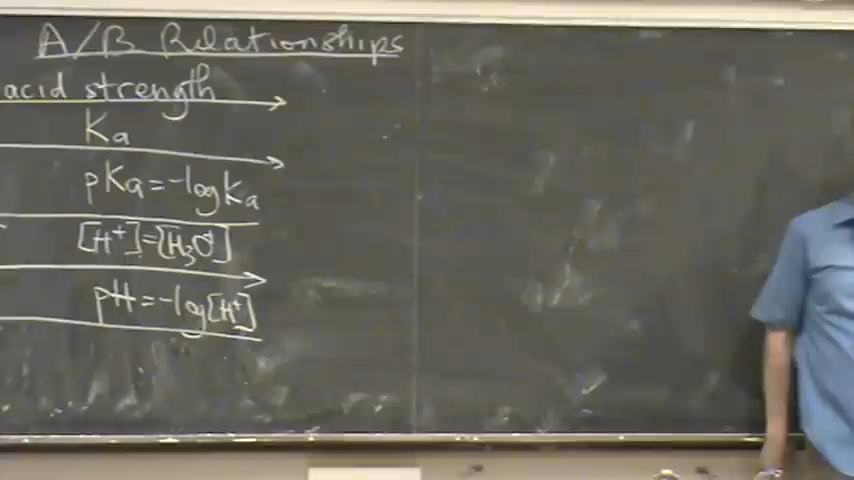 A/B Relationships
acid strength
Ka
pKa = -log Ka
[H⁺] = [H₃O⁺]
pH = -log[H⁺]